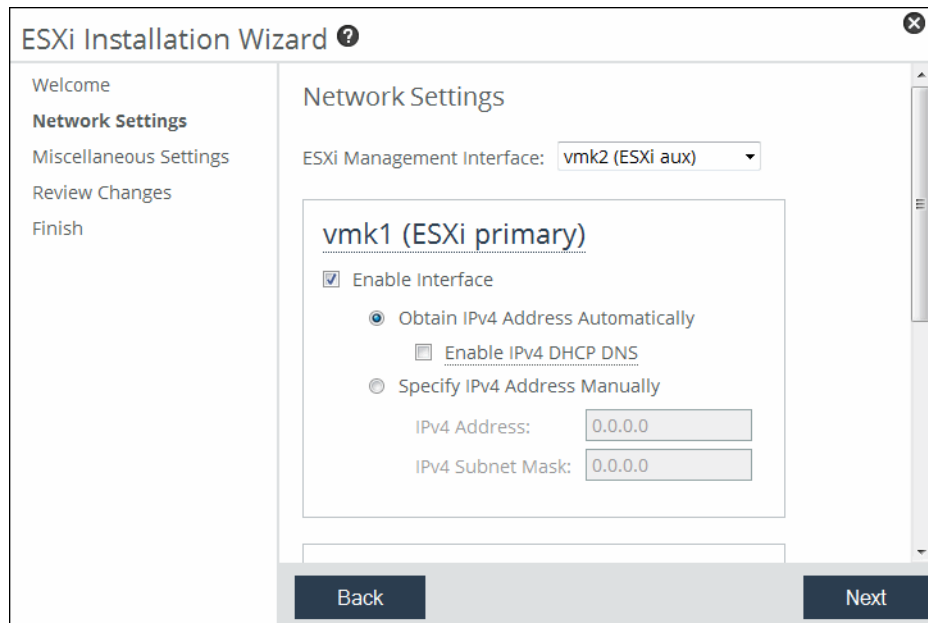 ESXi Installation Wizard ?
Welcome
Network Settings
Miscellaneous Settings
Review Changes
Finish
Network Settings
ESXi Management Interface: vmk2 (ESXi aux)
vmk1 (ESXi primary)
Enable Interface
Obtain IPv4 Address Automatically
Enable IPv4 DHCP DNS
Specify IPv4 Address Manually
IPv4 Address: 0.0.0.0
IPv4 Subnet Mask: 0.0.0.0
Back Next